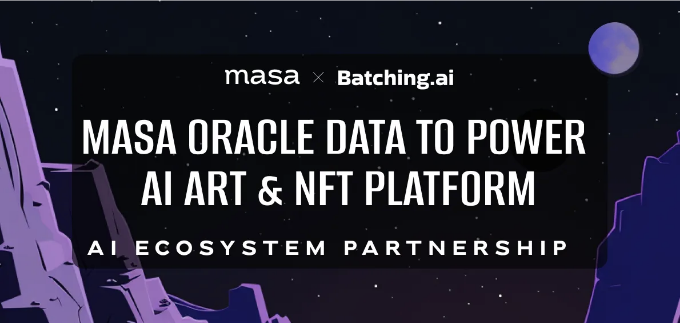 masa × Batching.ai
MASA ORACLE DATA TO POWER
AI ART & NFT PLATFORM
AI ECOSYSTEM PARTNERSHIP